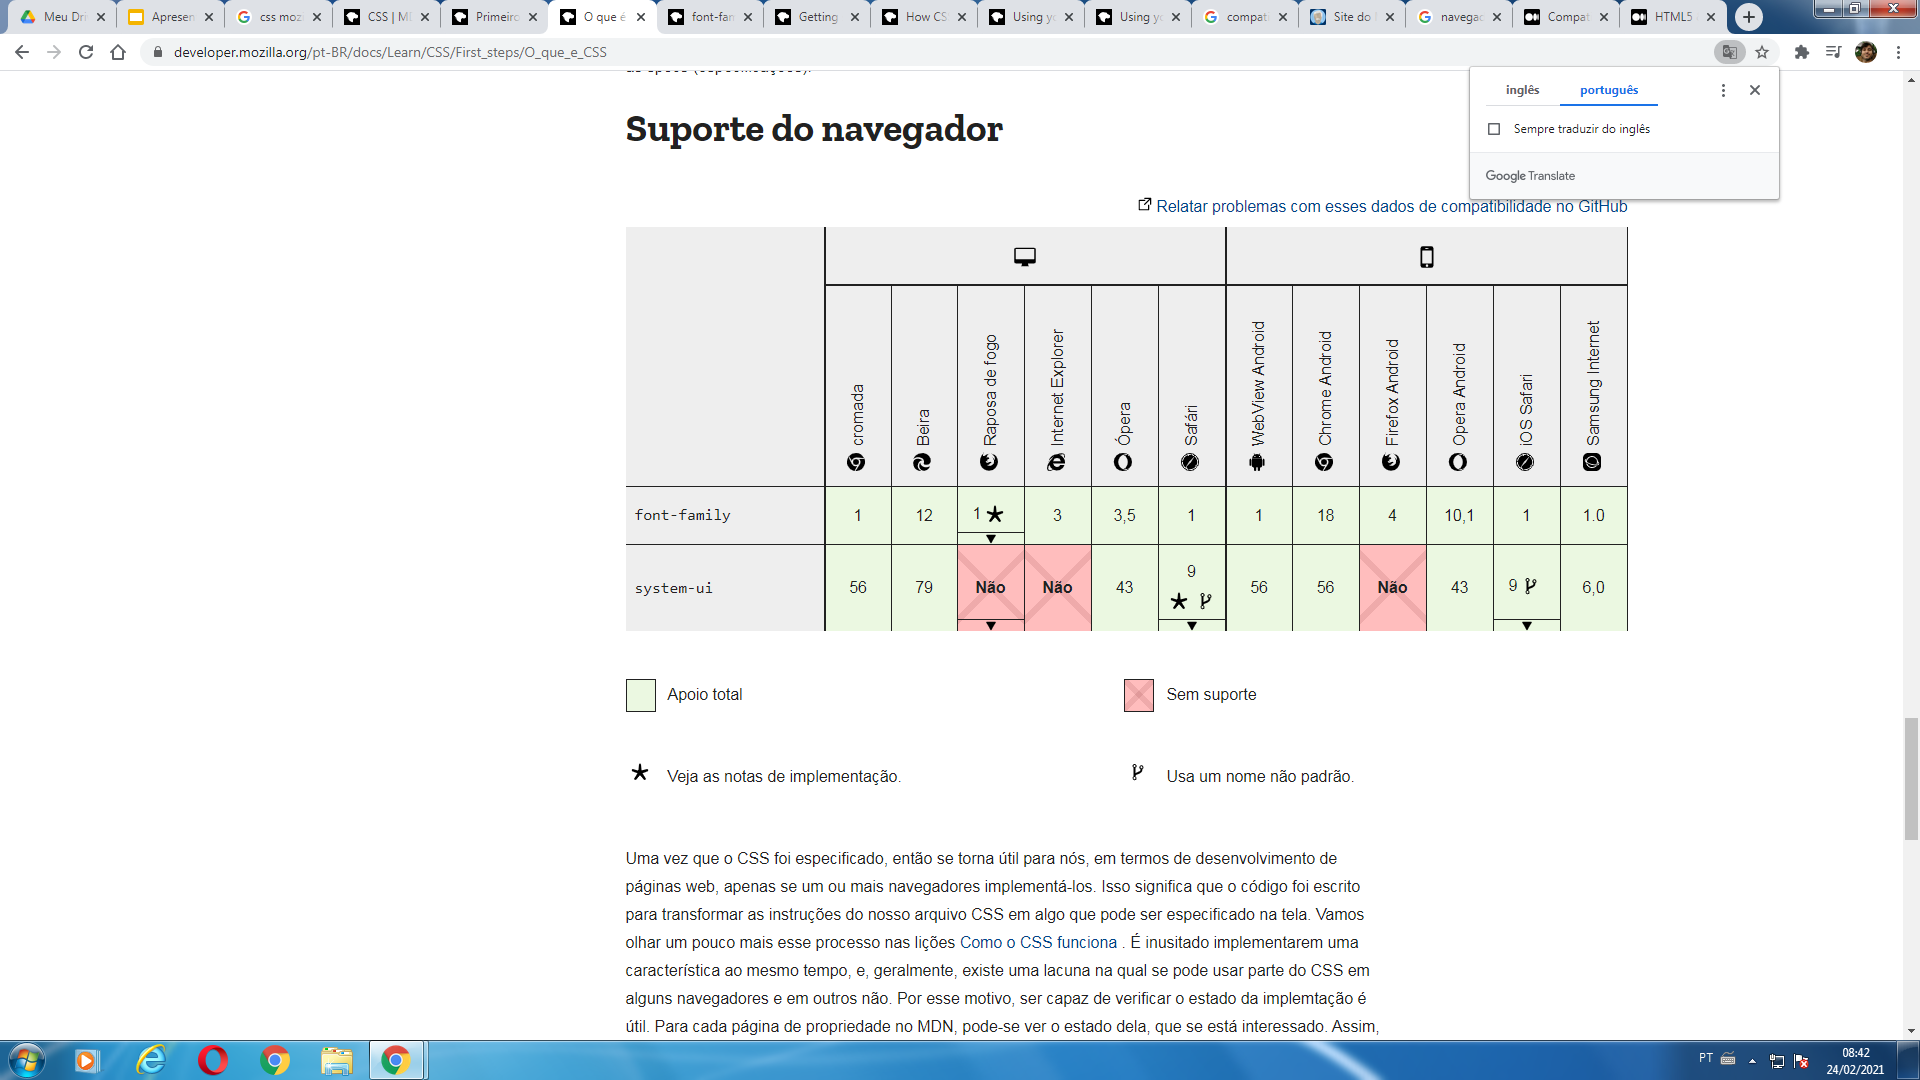 Meu Dri
Apresen
css mozi
CSS | MI
Primeiro
O que é
font-fan
Getting
How CS
Using yo
Using yo
compati
Site do
navegad
Compat
HTML5
developer.mozilla.org/pt-BR/docs/Learn/CSS/First_steps/O_que_e_CSS
inglês
português
Sempre traduzir do inglês
Google Translate
Suporte do navegador
Relatar problemas com esses dados de compatibilidade no GitHub
cromada
Beira
Raposa de fogo
Internet Explorer
Ópera
Safári
WebView Android
Chrome Android
Firefox Android
Opera Android
iOS Safari
Samsung Internet
font-family 1 12 1 3 3,5 1 1 18 4 10,1 1 1.0
system-ui 56 79 Não Não 43 9 56 56 Não 43 9 6,0
Apoio total
Sem suporte
Veja as notas de implementação.
Usa um nome não padrão.
Uma vez que o CSS foi especificado, então se torna útil para nós, em termos de desenvolvimento de
páginas web, apenas se um ou mais navegadores implementá-los. Isso significa que o código foi escrito
para transformar as instruções do nosso arquivo CSS em algo que pode ser especificado na tela. Vamos
olhar um pouco mais esse processo nas lições Como o CSS funciona . É inusitado implementarem uma
característica ao mesmo tempo, e, geralmente, existe uma lacuna na qual se pode usar parte do CSS em
alguns navegadores e em outros não. Por esse motivo, ser capaz de verificar o estado da implemtação é
útil. Para cada página de propriedade no MDN, pode-se ver o estado dela, que se está interessado. Assim,
PT
08:42
24/02/2021